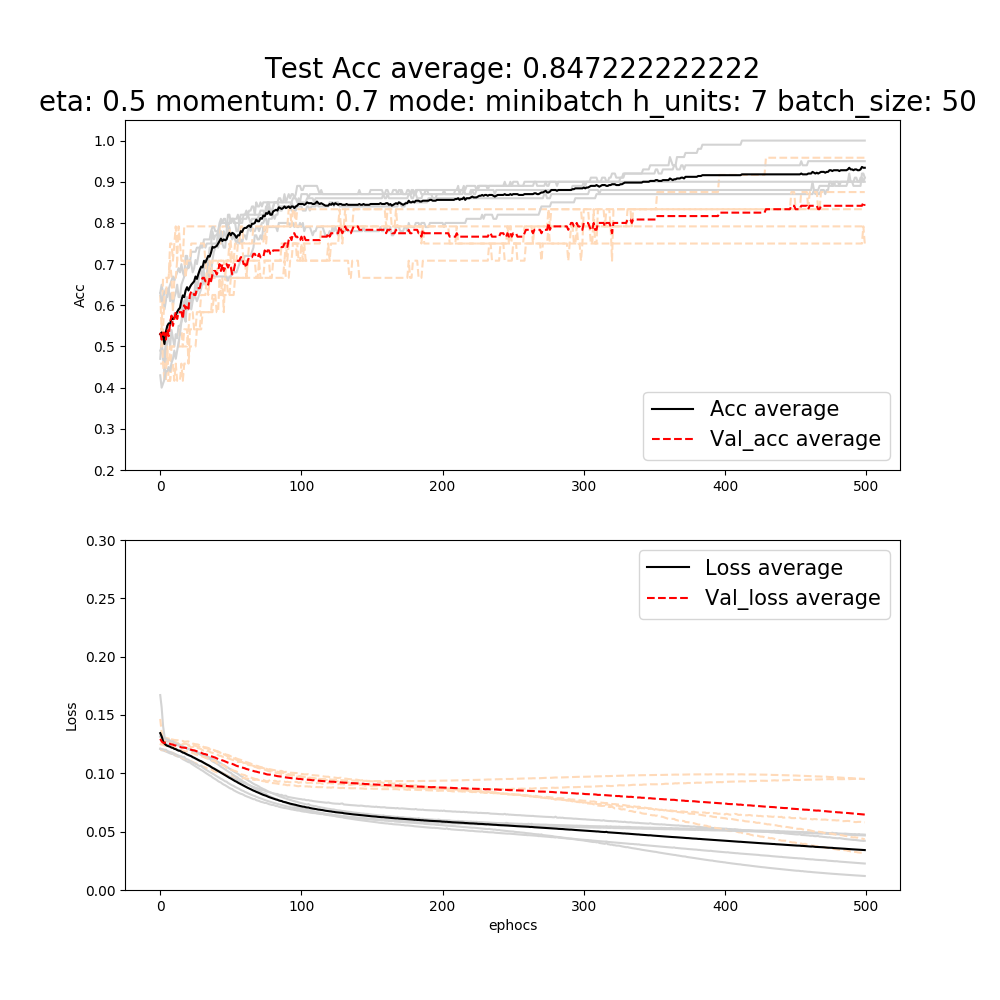 Test Acc average: 0.847222222222
eta: 0.5 momentum: 0.7 mode: minibatch h_units: 7 batch_size: 50
1.0
0.9
0.8
0.7
0.6
0.5
0.4
0.3
0.2
Acc
Acc average
Val_acc average
0 100 200 300 400 500
0.30
0.25
0.20
0.15
0.10
0.05
0.00
Loss
Loss average
Val_loss average
0 100 200 300 400 500
ephocs